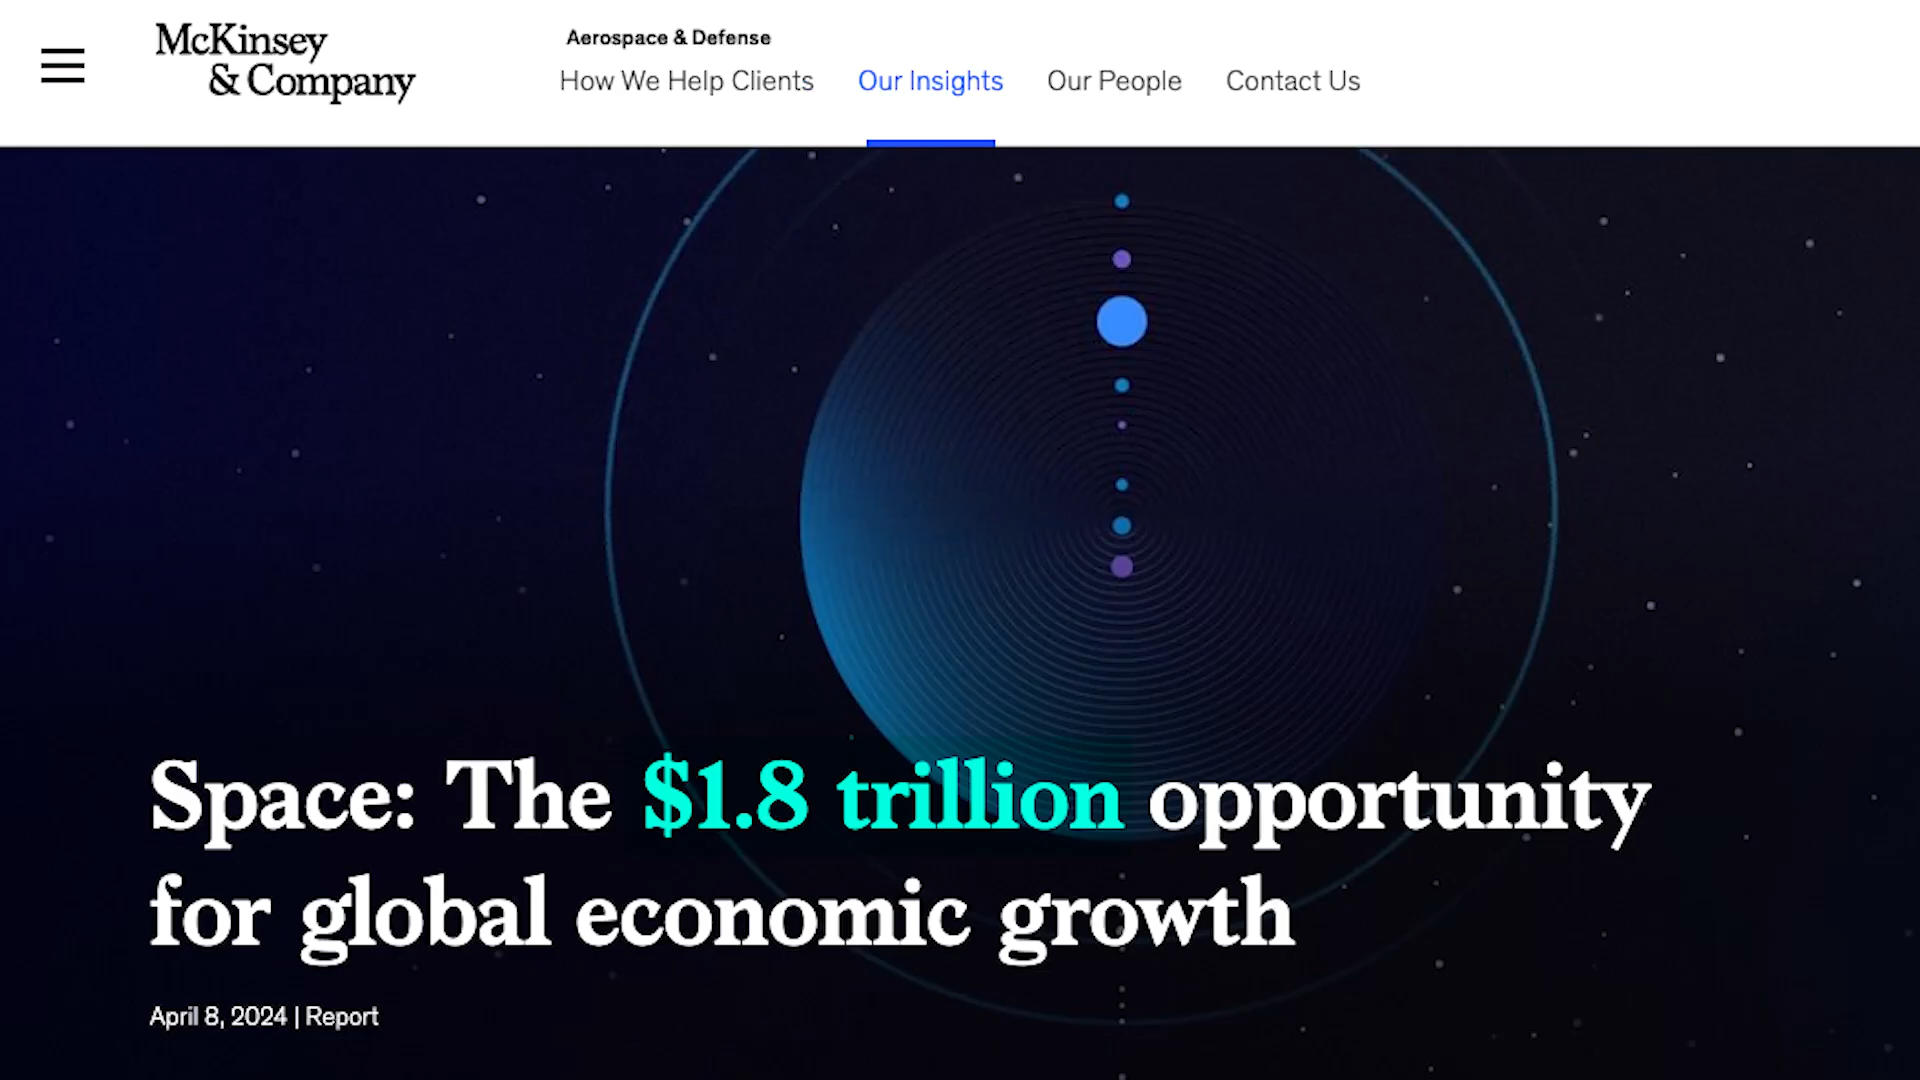 McKinsey
& Company
Aerospace & Defense
How We Help Clients
Our Insights
Our People
Contact Us
Space: The $1.8 trillion opportunity
for global economic growth
April 8, 2024 | Report